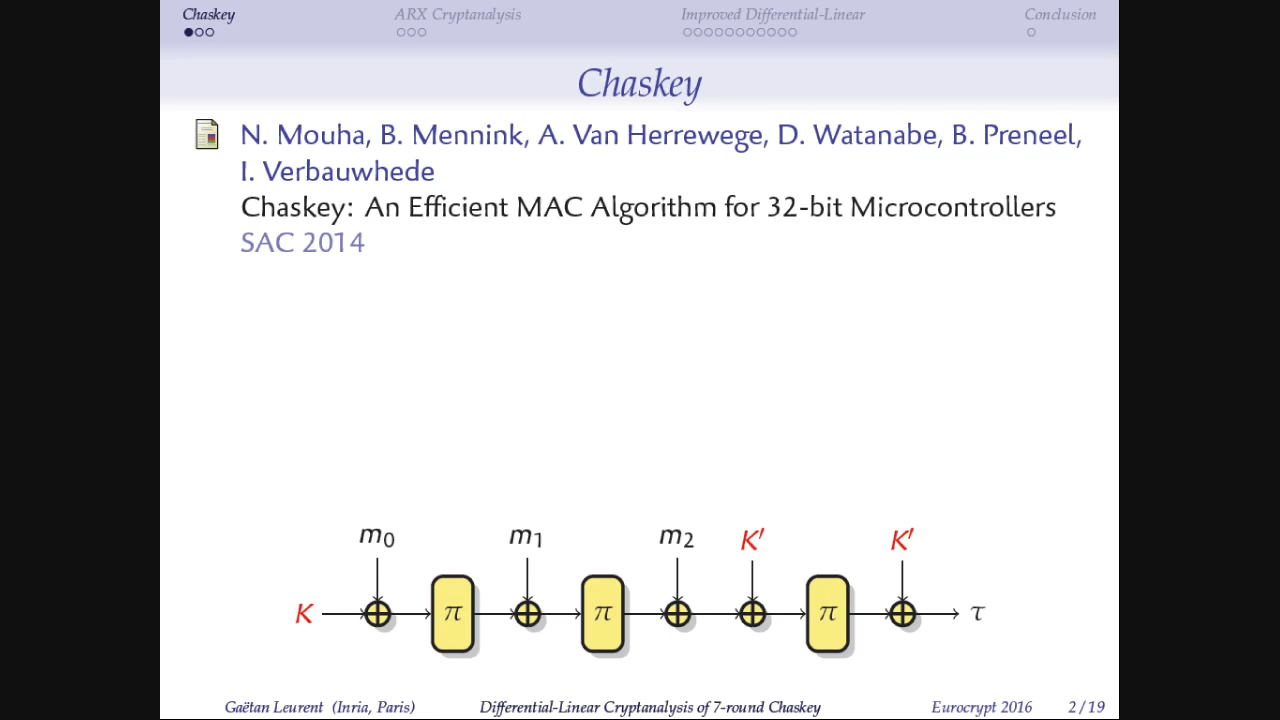 Chaskey
ARX Cryptanalysis
Improved Differential-Linear
Conclusion
Chaskey
N. Mouha, B. Mennink, A. Van Herrewege, D. Watanabe, B. Preneel,
I. Verbauwhede
Chaskey: An Efficient MAC Algorithm for 32-bit Microcontrollers
SAC 2014
m0 m1 m2 K′ K′
K π π π τ
Gaëtan Leurent (Inria, Paris)
Differential-Linear Cryptanalysis of 7-round Chaskey
Eurocrypt 2016
2 / 19